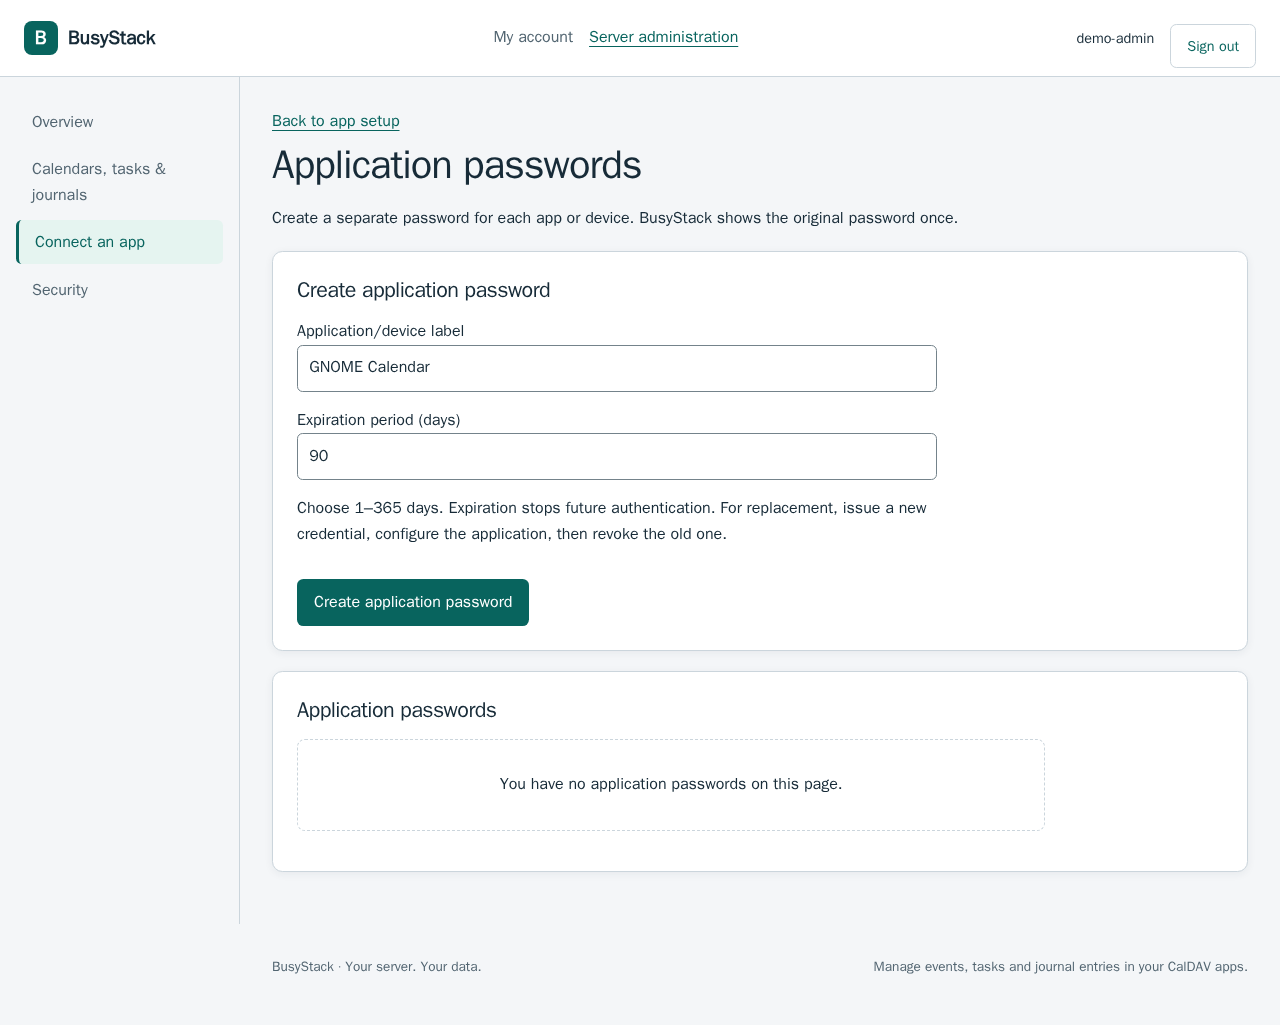 B BusyStack
My account Server administration
demo-admin Sign out
Overview
Calendars, tasks &
journals
Connect an app
Security
Back to app setup
Application passwords
Create a separate password for each app or device. BusyStack shows the original password once.
Create application password
Application/device label
GNOME Calendar
Expiration period (days)
90
Choose 1–365 days. Expiration stops future authentication. For replacement, issue a new
credential, configure the application, then revoke the old one.
Create application password
Application passwords
You have no application passwords on this page.
BusyStack · Your server. Your data.
Manage events, tasks and journal entries in your CalDAV apps.